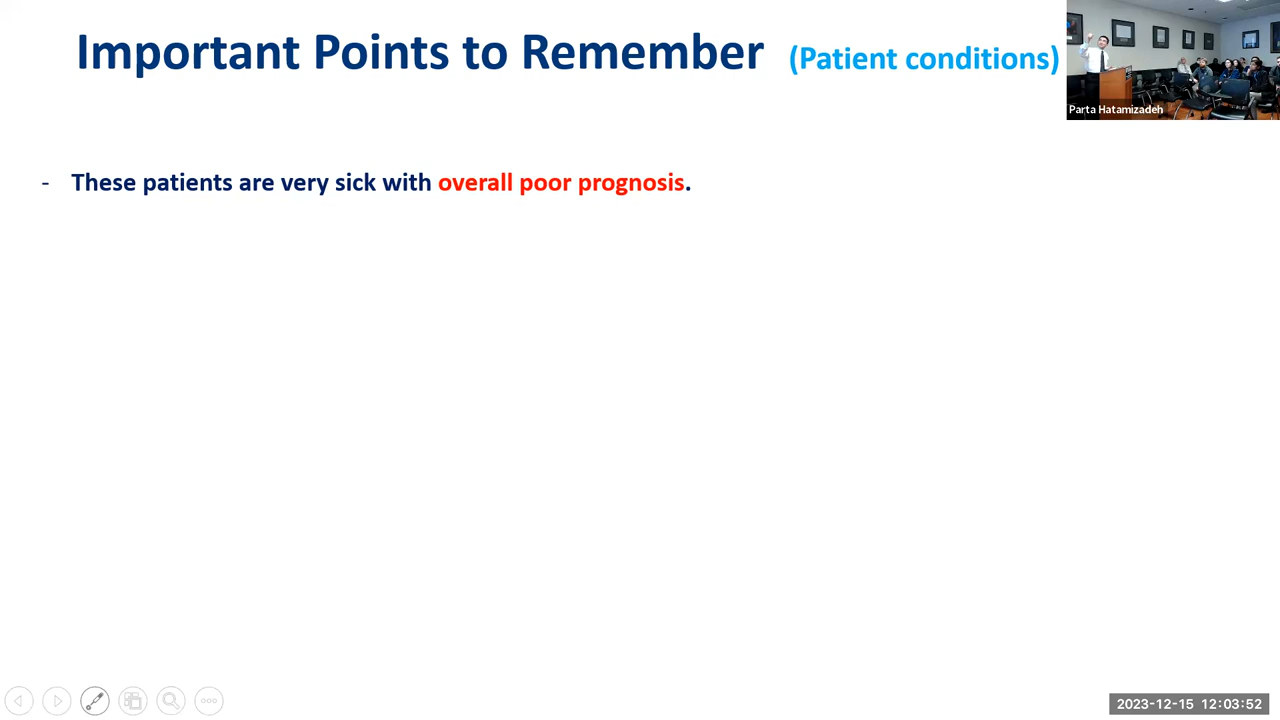 Important Points to Remember (Patient conditions)
Parta Hatamizadeh
- These patients are very sick with overall poor prognosis.
2023-12-15 12:03:52